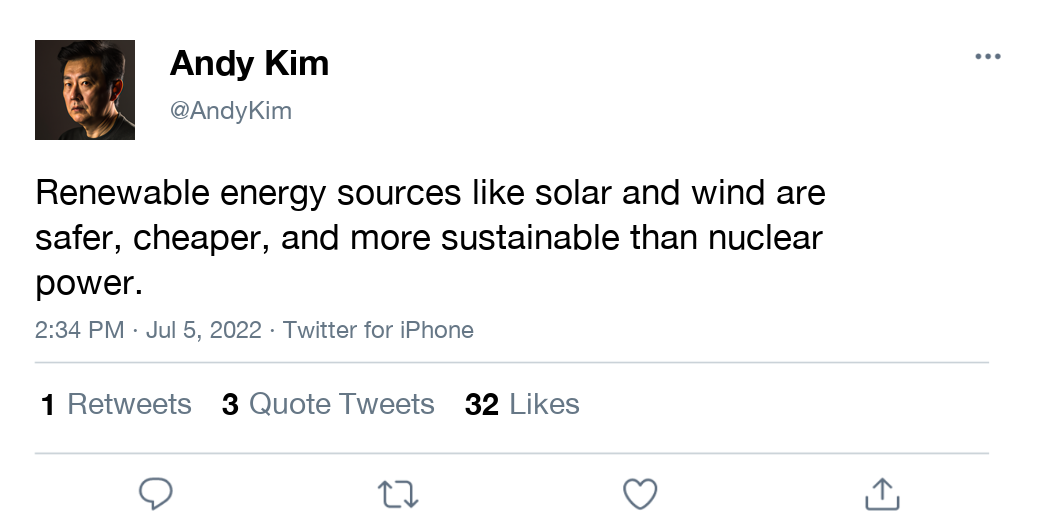 Andy Kim
@AndyKim
Renewable energy sources like solar and wind are
safer, cheaper, and more sustainable than nuclear
power.
2:34 PM · Jul 5, 2022 · Twitter for iPhone
1 Retweets 3 Quote Tweets 32 Likes